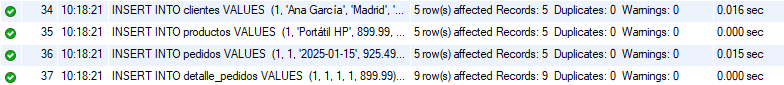 34 10:18:21 INSERT INTO clientes VALUES (1, 'Ana García', 'Madrid', '... 5 row(s) affected Records: 5 Duplicates: 0 Warnings: 0 0.016 sec
35 10:18:21 INSERT INTO productos VALUES (1, 'Portátil HP', 899.99, ... 5 row(s) affected Records: 5 Duplicates: 0 Warnings: 0 0.000 sec
36 10:18:21 INSERT INTO pedidos VALUES (1, 1, '2025-01-15', 925.49... 5 row(s) affected Records: 5 Duplicates: 0 Warnings: 0 0.015 sec
37 10:18:21 INSERT INTO detalle_pedidos VALUES (1, 1, 1, 1, 899.99)... 9 row(s) affected Records: 9 Duplicates: 0 Warnings: 0 0.000 sec